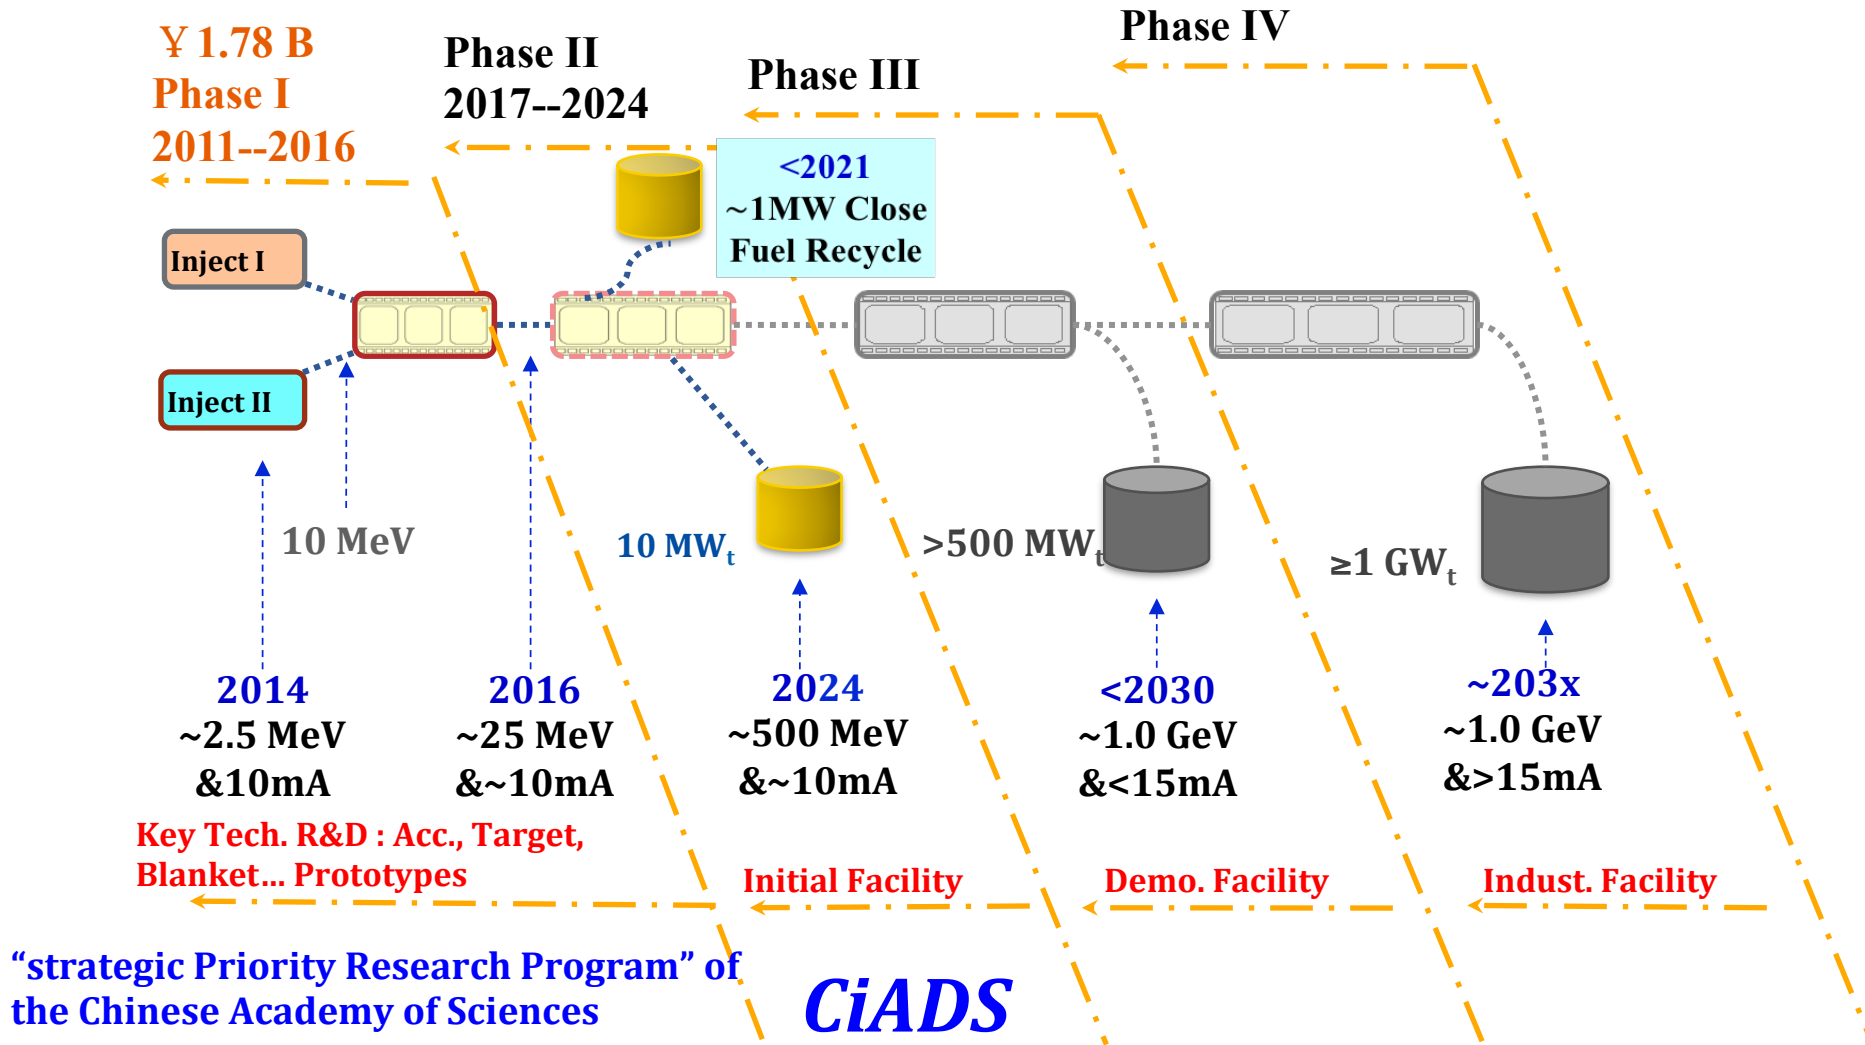 ￥1.78 B
Phase I
2011--2016
Phase II
2017--2024
Phase III
Phase IV
<2021
~1MW Close
Fuel Recycle
Inject I
Inject II
10 MeV
10 MWt
>500 MWt
≥1 GWt
2014
~2.5 MeV
&10mA
2016
~25 MeV
&~10mA
2024
~500 MeV
&~10mA
<2030
~1.0 GeV
&<15mA
~203x
~1.0 GeV
&>15mA
Key Tech. R&D : Acc., Target,
Blanket... Prototypes
Initial Facility
Demo. Facility
Indust. Facility
“strategic Priority Research Program” of
the Chinese Academy of Sciences
CiADS